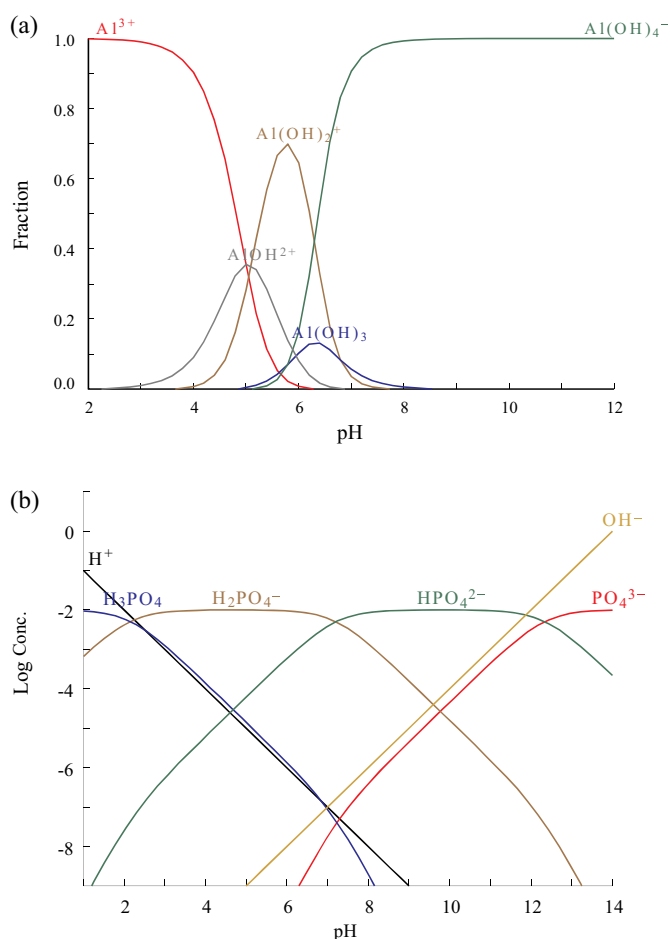 (a)
Al³⁺ Al(OH)₄⁻
1.0
Al(OH)₂⁺
0.8
0.6
Fraction
0.4
AlOH²⁺
0.2
Al(OH)₃
0.0
2 4 6 8 10 12
pH
(b)
OH⁻
0
H⁺
H₃PO₄ H₂PO₄⁻ HPO₄²⁻ PO₄³⁻
-2
Log Conc.
-4
-6
-8
2 4 6 8 10 12 14
pH